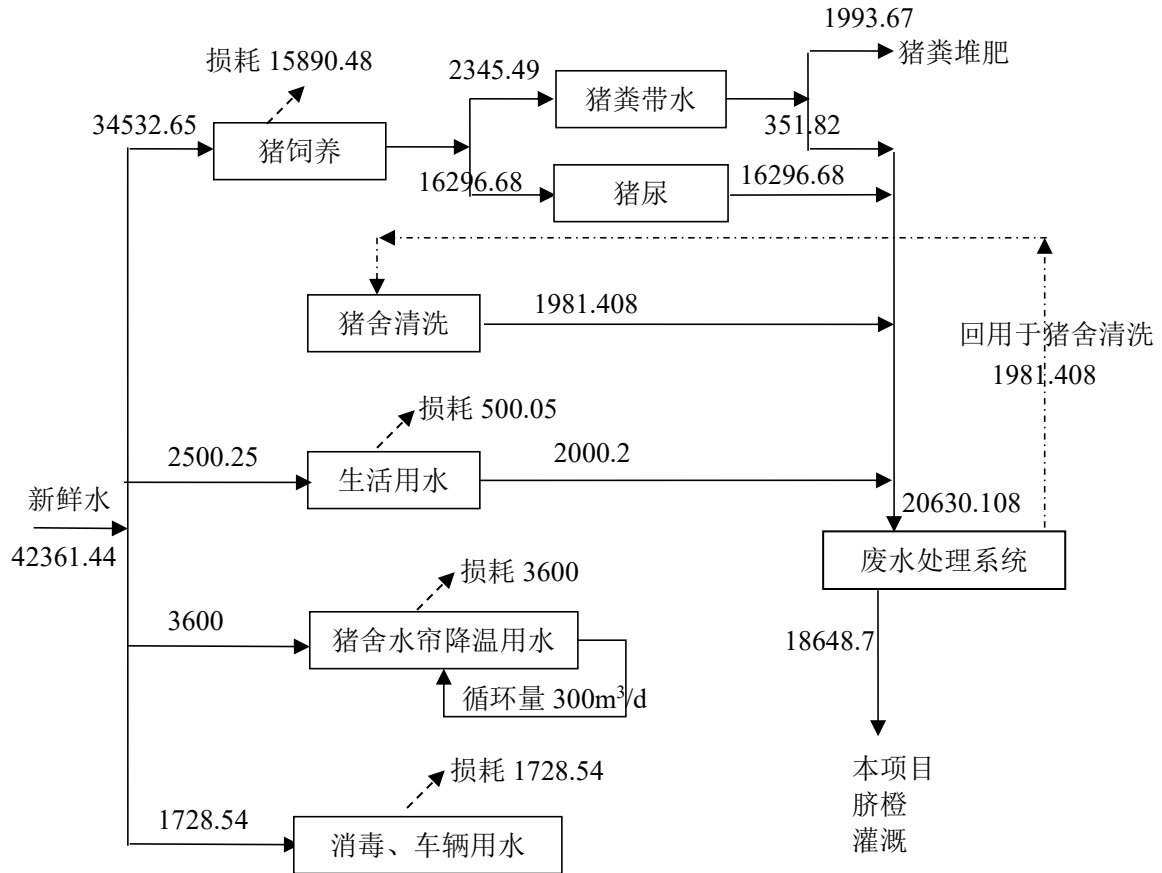 1993.67
猪粪堆肥
损耗 15890.48
2345.49
猪粪带水
34532.65
猪饲养
351.82
16296.68
猪尿
16296.68
猪舍清洗
1981.408
回用于猪舍清洗
1981.408
损耗 500.05
2500.25
生活用水
2000.2
新鲜水
42361.44
20630.108
废水处理系统
损耗 3600
3600
猪舍水帘降温用水
循环量 300m³/d
18648.7
损耗 1728.54
1728.54
消毒、车辆用水
本项目
脐橙
灌溉